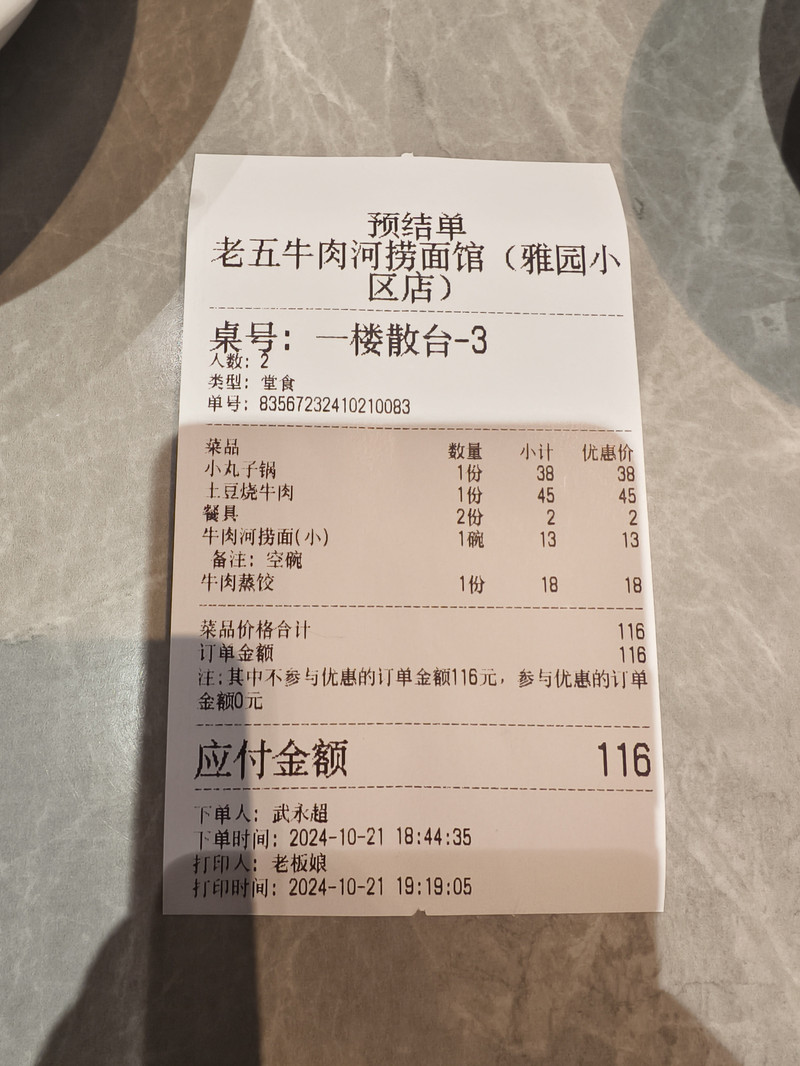 预结单
老五牛肉河捞面馆（雅园小
区店）
桌号：一楼散台-3
人数：2
类型：堂食
单号：83567232410210083
菜品 数量 小计 优惠价
小丸子锅 1份 38 38
土豆烧牛肉 1份 45 45
餐具 2份 2 2
牛肉河捞面(小) 1碗 13 13
备注：空碗
牛肉蒸饺 1份 18 18
菜品价格合计 116
订单金额 116
注:其中不参与优惠的订单金额116元，参与优惠的订单
金额0元
应付金额 116
下单人：武永超
下单时间：2024-10-21 18:44:35
打印人：老板娘
打印时间：2024-10-21 19:19:05